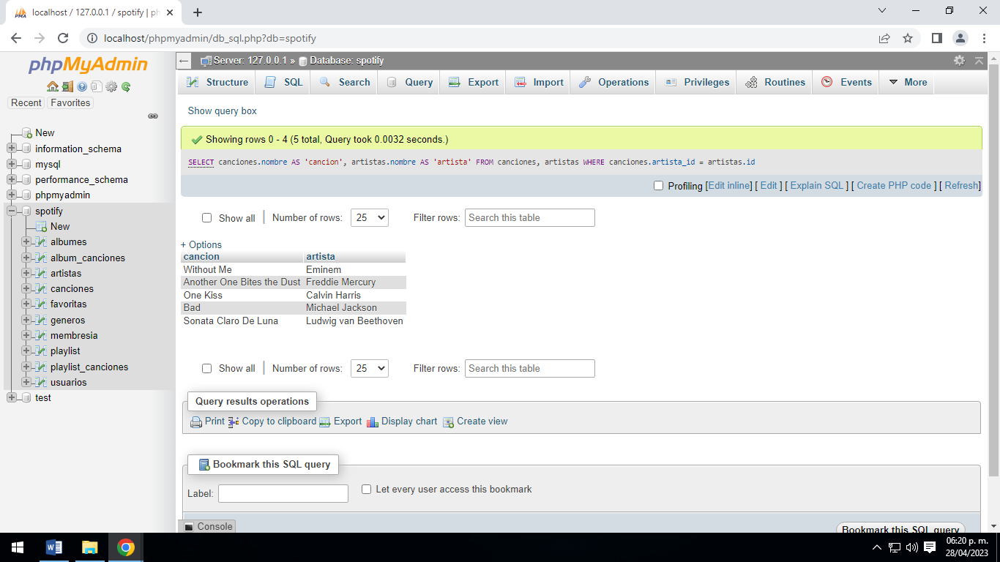 localhost / 127.0.0.1 / spotify | ph
localhost/phpmyadmin/db_sql.php?db=spotify
phpMyAdmin
Recent Favorites
New
information_schema
mysql
performance_schema
phpmyadmin
spotify
New
albumes
album_canciones
artistas
canciones
favoritas
generos
membresia
playlist
playlist_canciones
usuarios
test
Server: 127.0.0.1 » Database: spotify
Structure SQL Search Query Export Import Operations Privileges Routines Events More
Show query box
Showing rows 0 - 4 (5 total, Query took 0.0032 seconds.)
SELECT canciones.nombre AS 'cancion', artistas.nombre AS 'artista' FROM canciones, artistas WHERE canciones.artista_id = artistas.id
Profiling [Edit inline] [ Edit ] [ Explain SQL ] [ Create PHP code ] [ Refresh]
Show all | Number of rows: 25 Filter rows: Search this table
+ Options
cancion artista
Without Me Eminem
Another One Bites the Dust Freddie Mercury
One Kiss Calvin Harris
Bad Michael Jackson
Sonata Claro De Luna Ludwig van Beethoven
Show all | Number of rows: 25 Filter rows: Search this table
Query results operations
Print Copy to clipboard Export Display chart Create view
Bookmark this SQL query
Label: Let every user access this bookmark
Console
Bookmark this SQL query
06:20 p. m.
28/04/2023